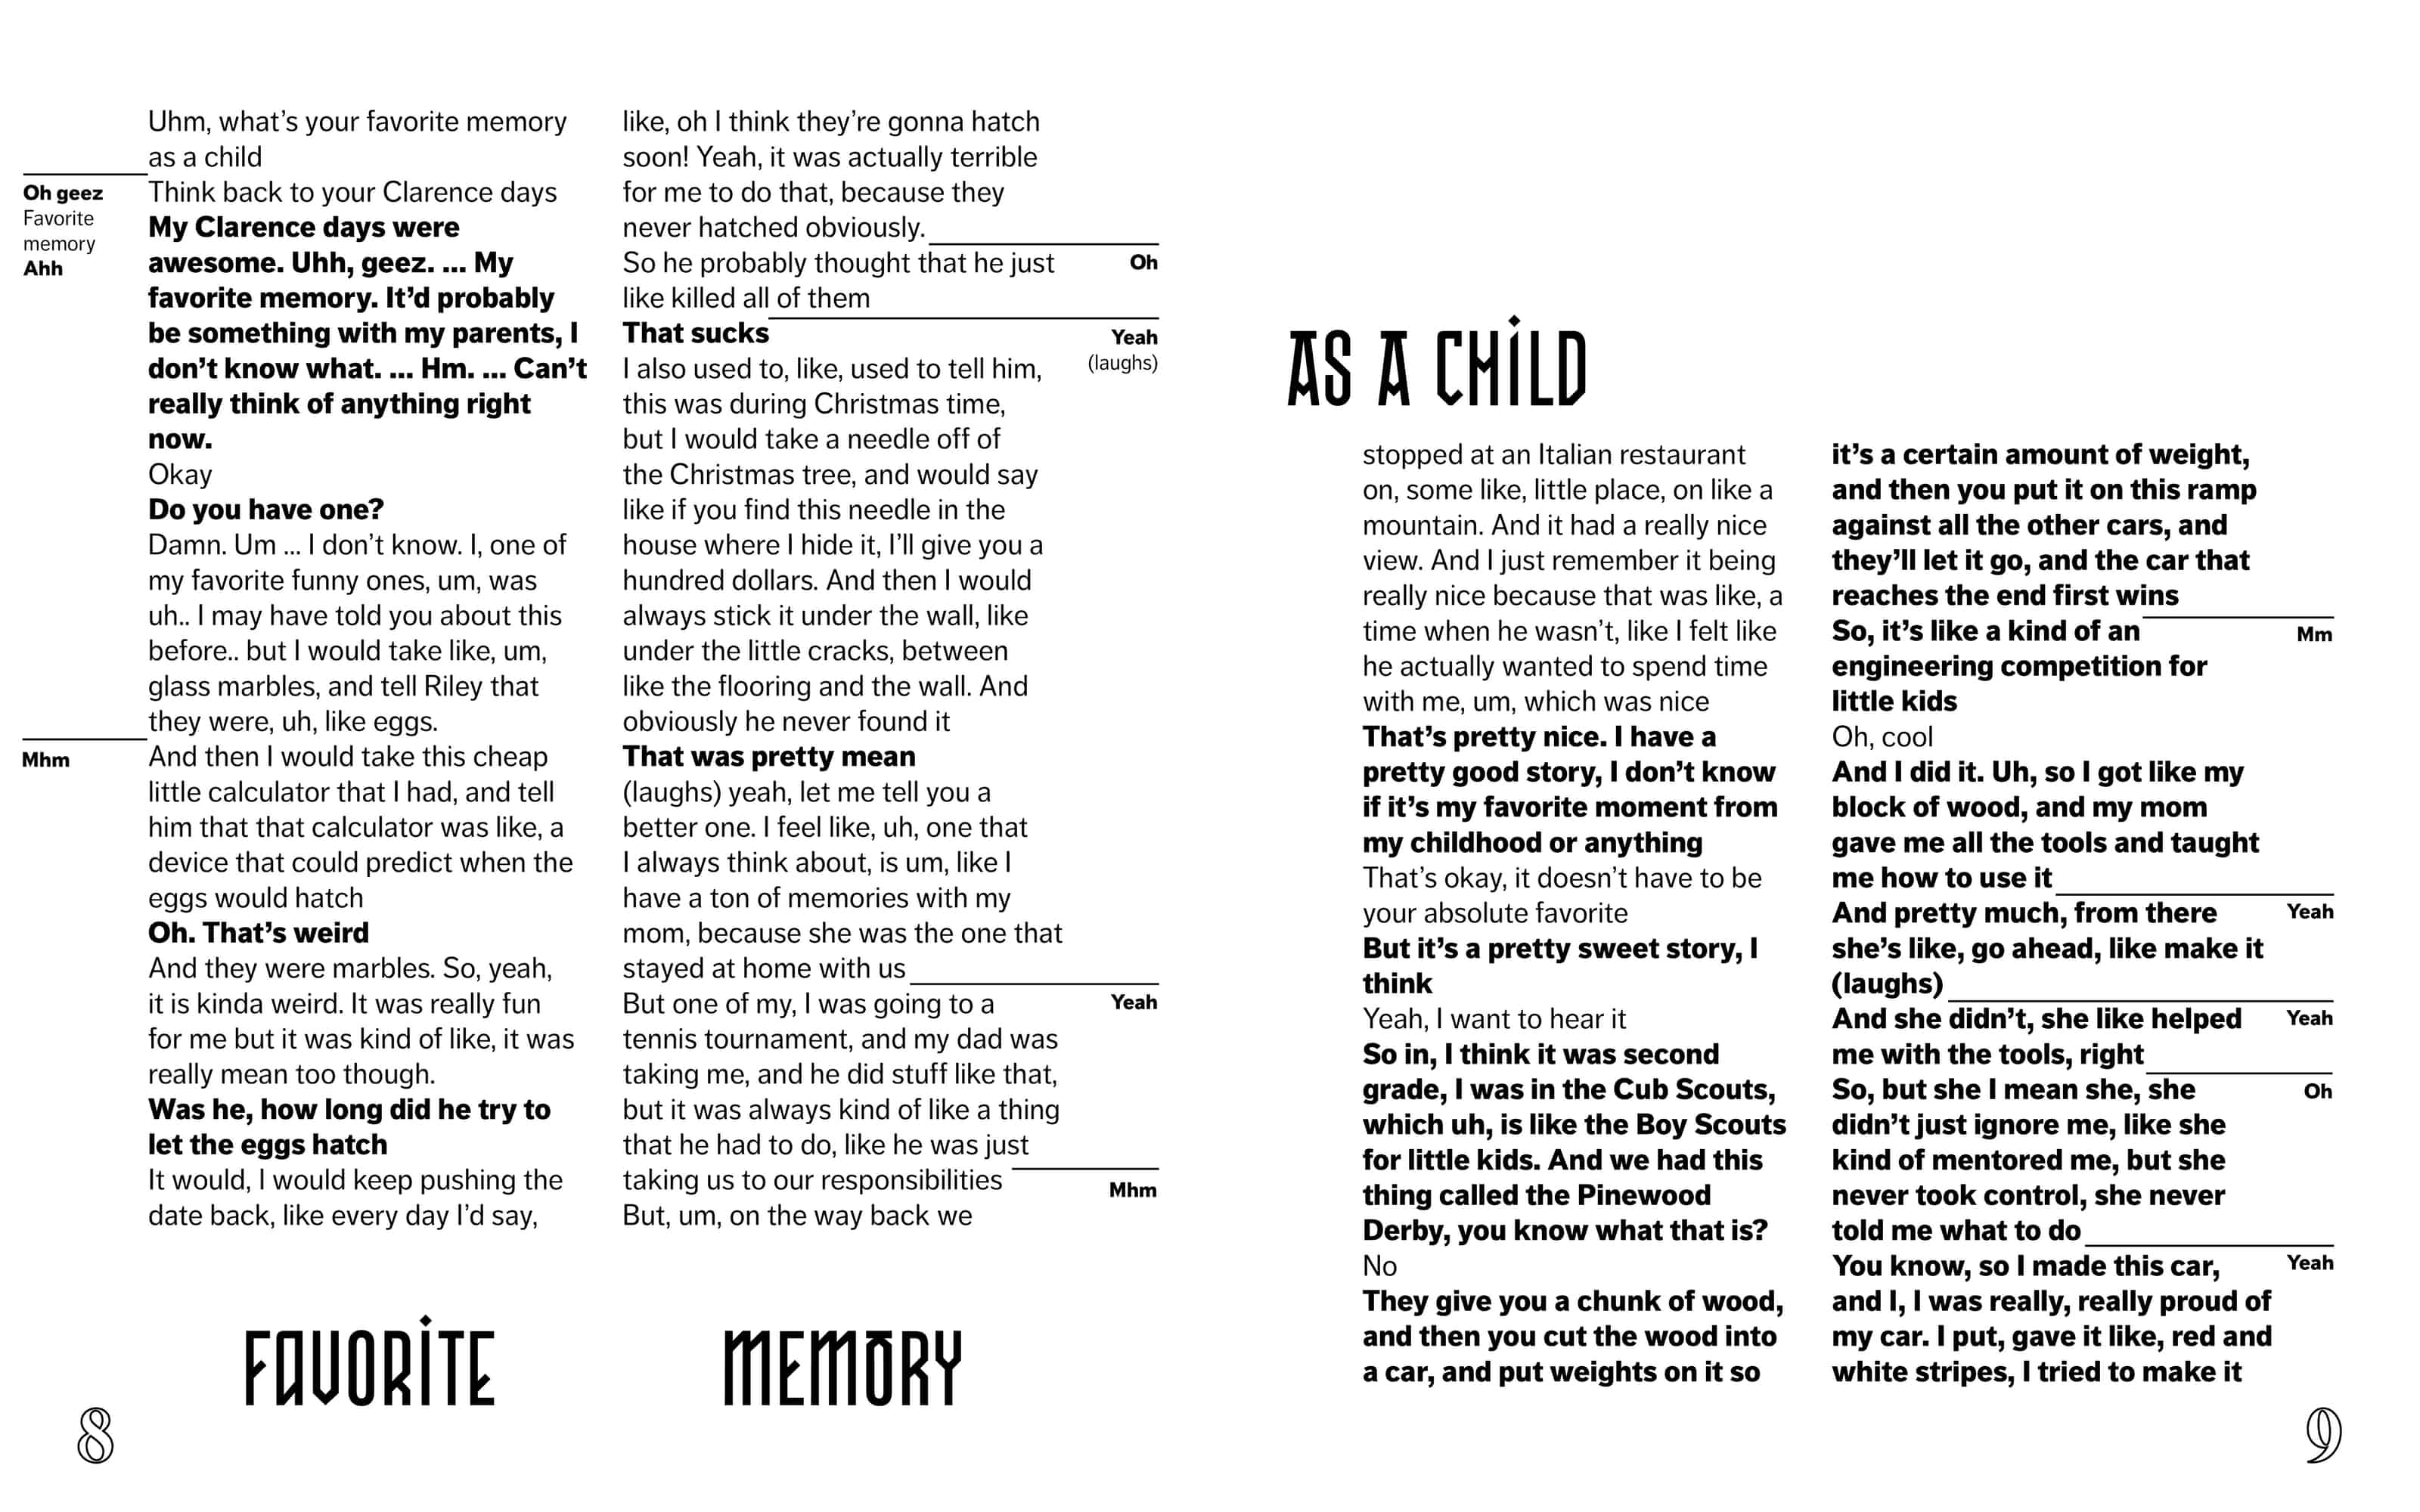 Uhm, what’s your favorite memory
as a child
Think back to your Clarence days
Oh geez
Favorite
memory
Ahh
My Clarence days were
awesome. Uhh, geez. ... My
favorite memory. It’d probably
be something with my parents, I
don’t know what. ... Hm. ... Can’t
really think of anything right
now.
Okay
Do you have one?
Damn. Um ... I don’t know. I, one of
my favorite funny ones, um, was
uh.. I may have told you about this
before.. but I would take like, um,
glass marbles, and tell Riley that
they were, uh, like eggs.
Mhm
And then I would take this cheap
little calculator that I had, and tell
him that that calculator was like, a
device that could predict when the
eggs would hatch
Oh. That’s weird
And they were marbles. So, yeah,
it is kinda weird. It was really fun
for me but it was kind of like, it was
really mean too though.
Was he, how long did he try to
let the eggs hatch
It would, I would keep pushing the
date back, like every day I’d say,
like, oh I think they’re gonna hatch
soon! Yeah, it was actually terrible
for me to do that, because they
never hatched obviously.
Oh
So he probably thought that he just
like killed all of them
Yeah
(laughs)
That sucks
I also used to, like, used to tell him,
this was during Christmas time,
but I would take a needle off of
the Christmas tree, and would say
like if you find this needle in the
house where I hide it, I’ll give you a
hundred dollars. And then I would
always stick it under the wall, like
under the little cracks, between
like the flooring and the wall. And
obviously he never found it
That was pretty mean
(laughs) yeah, let me tell you a
better one. I feel like, uh, one that
I always think about, is um, like I
have a ton of memories with my
mom, because she was the one that
stayed at home with us
Yeah
But one of my, I was going to a
tennis tournament, and my dad was
taking me, and he did stuff like that,
but it was always kind of like a thing
that he had to do, like he was just
taking us to our responsibilities
Mhm
But, um, on the way back we
FAVORITE
MEMORY
8
AS A CHILD
stopped at an Italian restaurant
on, some like, little place, on like a
mountain. And it had a really nice
view. And I just remember it being
really nice because that was like, a
time when he wasn’t, like I felt like
he actually wanted to spend time
with me, um, which was nice
That’s pretty nice. I have a
pretty good story, I don’t know
if it’s my favorite moment from
my childhood or anything
That’s okay, it doesn’t have to be
your absolute favorite
But it’s a pretty sweet story, I
think
Yeah, I want to hear it
So in, I think it was second
grade, I was in the Cub Scouts,
which uh, is like the Boy Scouts
for little kids. And we had this
thing called the Pinewood
Derby, you know what that is?
No
They give you a chunk of wood,
and then you cut the wood into
a car, and put weights on it so
it’s a certain amount of weight,
and then you put it on this ramp
against all the other cars, and
they’ll let it go, and the car that
reaches the end first wins
Mm
So, it’s like a kind of an
engineering competition for
little kids
Oh, cool
And I did it. Uh, so I got like my
block of wood, and my mom
gave me all the tools and taught
me how to use it
Yeah
And pretty much, from there
she’s like, go ahead, like make it
(laughs)
Yeah
And she didn’t, she like helped
me with the tools, right
Oh
So, but she I mean she, she
didn’t just ignore me, like she
kind of mentored me, but she
never took control, she never
told me what to do
Yeah
You know, so I made this car,
and I, I was really, really proud of
my car. I put, gave it like, red and
white stripes, I tried to make it
9